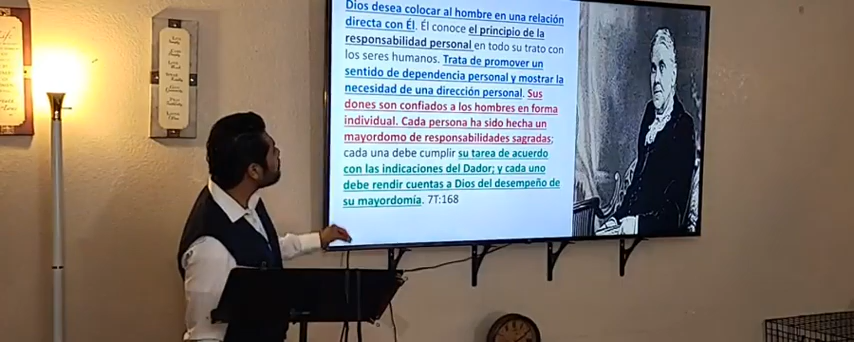 Dios desea colocar al hombre en una relación
directa con Él. Él conoce el principio de la
responsabilidad personal en todo su trato con
los seres humanos. Trata de promover un
sentido de dependencia personal y mostrar la
necesidad de una dirección personal. Sus
dones son confiados a los hombres en forma
individual. Cada persona ha sido hecha un
mayordomo de responsabilidades sagradas;
cada una debe cumplir su tarea de acuerdo
con las indicaciones del Dador; y cada uno
debe rendir cuentas a Dios del desempeño de
su mayordomía. 7T:168